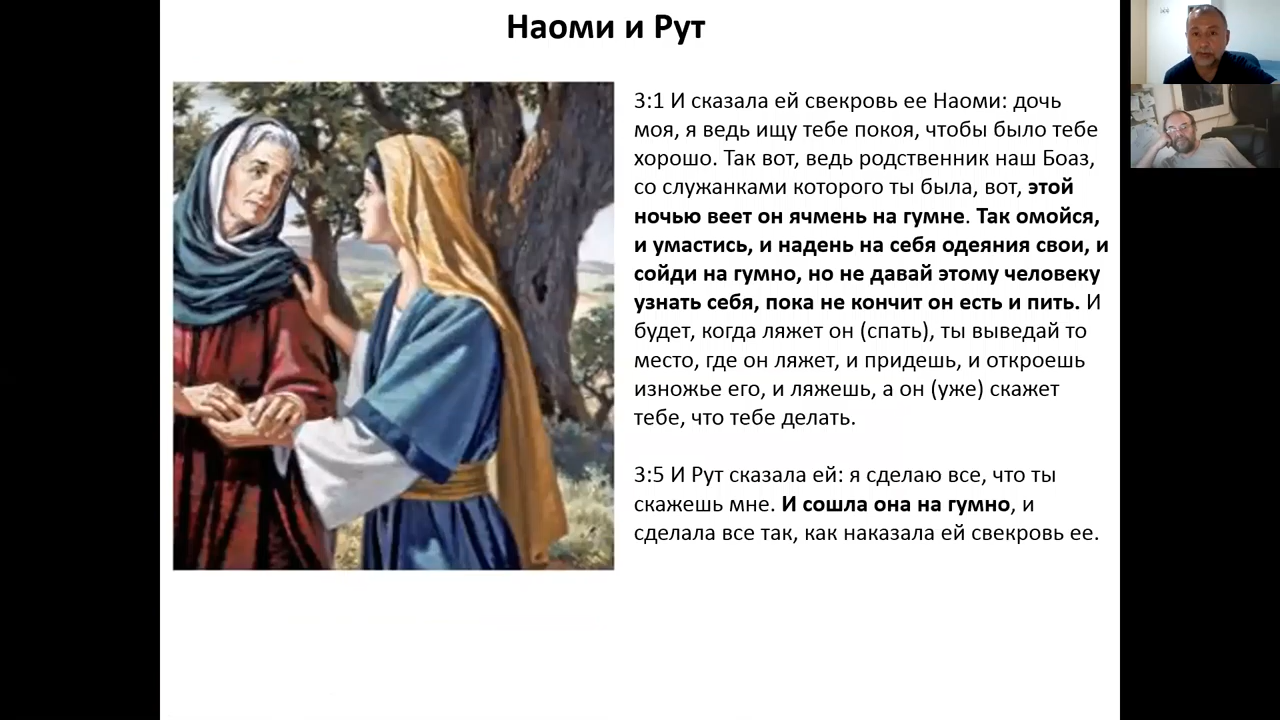 Наоми и Рут
3:1 И сказала ей свекровь ее Наоми: дочь
моя, я ведь ищу тебе покоя, чтобы было тебе
хорошо. Так вот, ведь родственник наш Боаз,
со служанками которого ты была, вот, этой
ночью веет он ячмень на гумне. Так омойся,
и умастись, и надень на себя одеяния свои, и
сойди на гумно, но не давай этому человеку
узнать себя, пока не кончит он есть и пить. И
будет, когда ляжет он (спать), ты выведай то
место, где он ляжет, и придешь, и откроешь
изножье его, и ляжешь, а он (уже) скажет
тебе, что тебе делать.
3:5 И Рут сказала ей: я сделаю все, что ты
скажешь мне. И сошла она на гумно, и
сделала все так, как наказала ей свекровь ее.